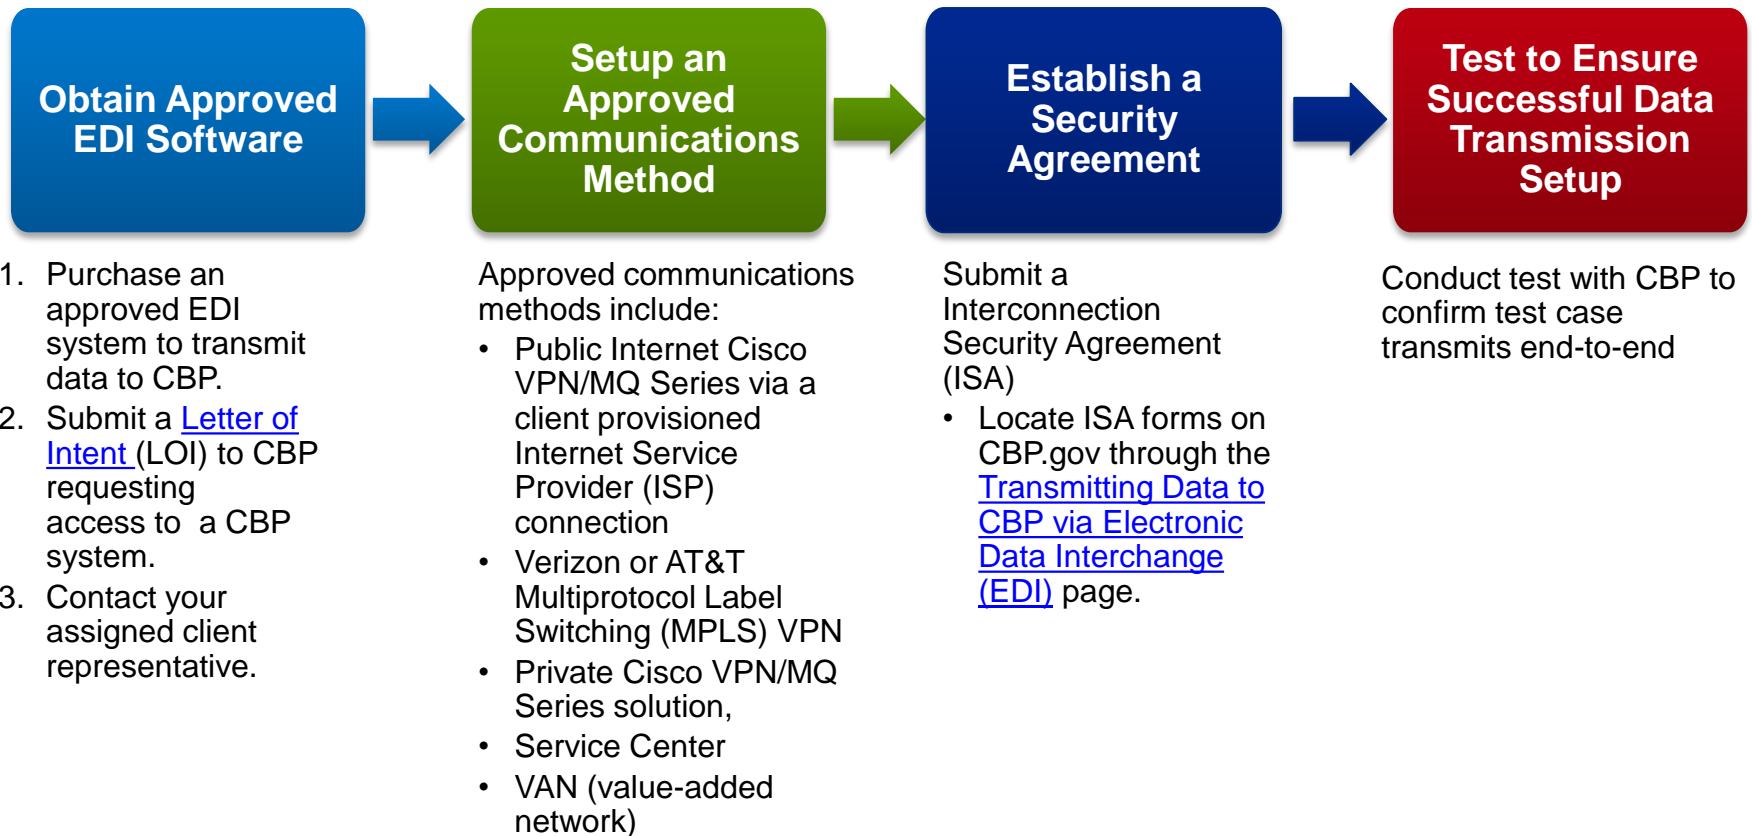 Obtain Approved
EDI Software
Setup an
Approved
Communications
Method
Establish a
Security
Agreement
Test to Ensure
Successful Data
Transmission
Setup
1. Purchase an
approved EDI
system to transmit
data to CBP.
2. Submit a Letter of
Intent (LOI) to CBP
requesting
access to  a CBP
system.
3. Contact your
assigned client
representative.
Approved communications
methods include:
• Public Internet Cisco
VPN/MQ Series via a
client provisioned
Internet Service
Provider (ISP)
connection
• Verizon or AT&T
Multiprotocol Label
Switching (MPLS) VPN
• Private Cisco VPN/MQ
Series solution,
• Service Center
• VAN (value-added
network)
Submit a
Interconnection
Security Agreement
(ISA)
• Locate ISA forms on
CBP.gov through the
Transmitting Data to
CBP via Electronic
Data Interchange
(EDI) page.
Conduct test with CBP to
confirm test case
transmits end-to-end